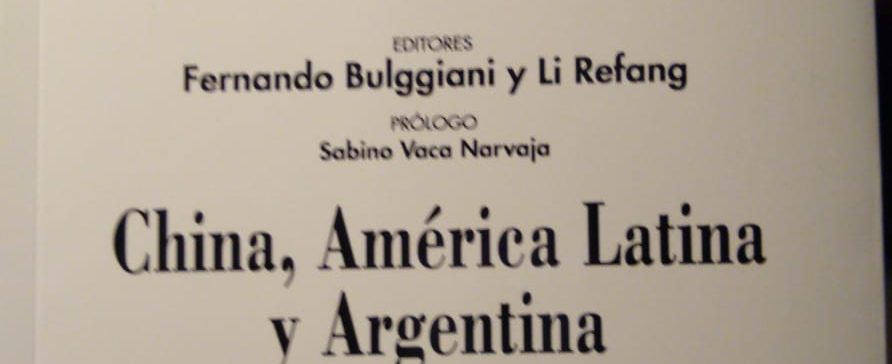 EDITORES
Fernando Bulggiani y Li Refang
PRÓLOGO
Sabino Vaca Narvaja
China, América Latina
y Argentina